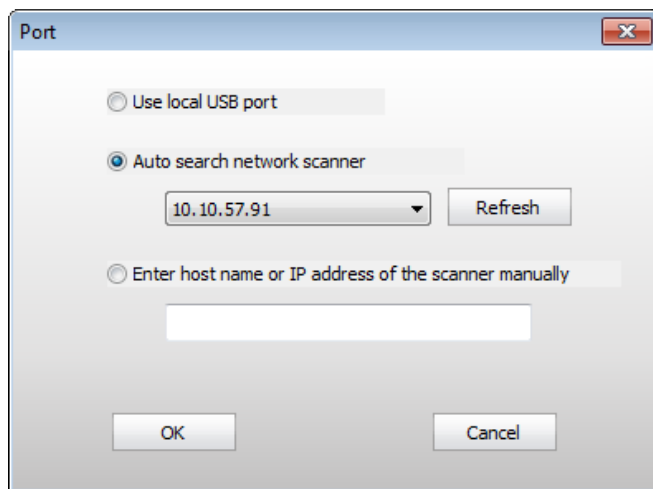 Port
Use local USB port
Auto search network scanner
10.10.57.91
Refresh
Enter host name or IP address of the scanner manually
OK
Cancel